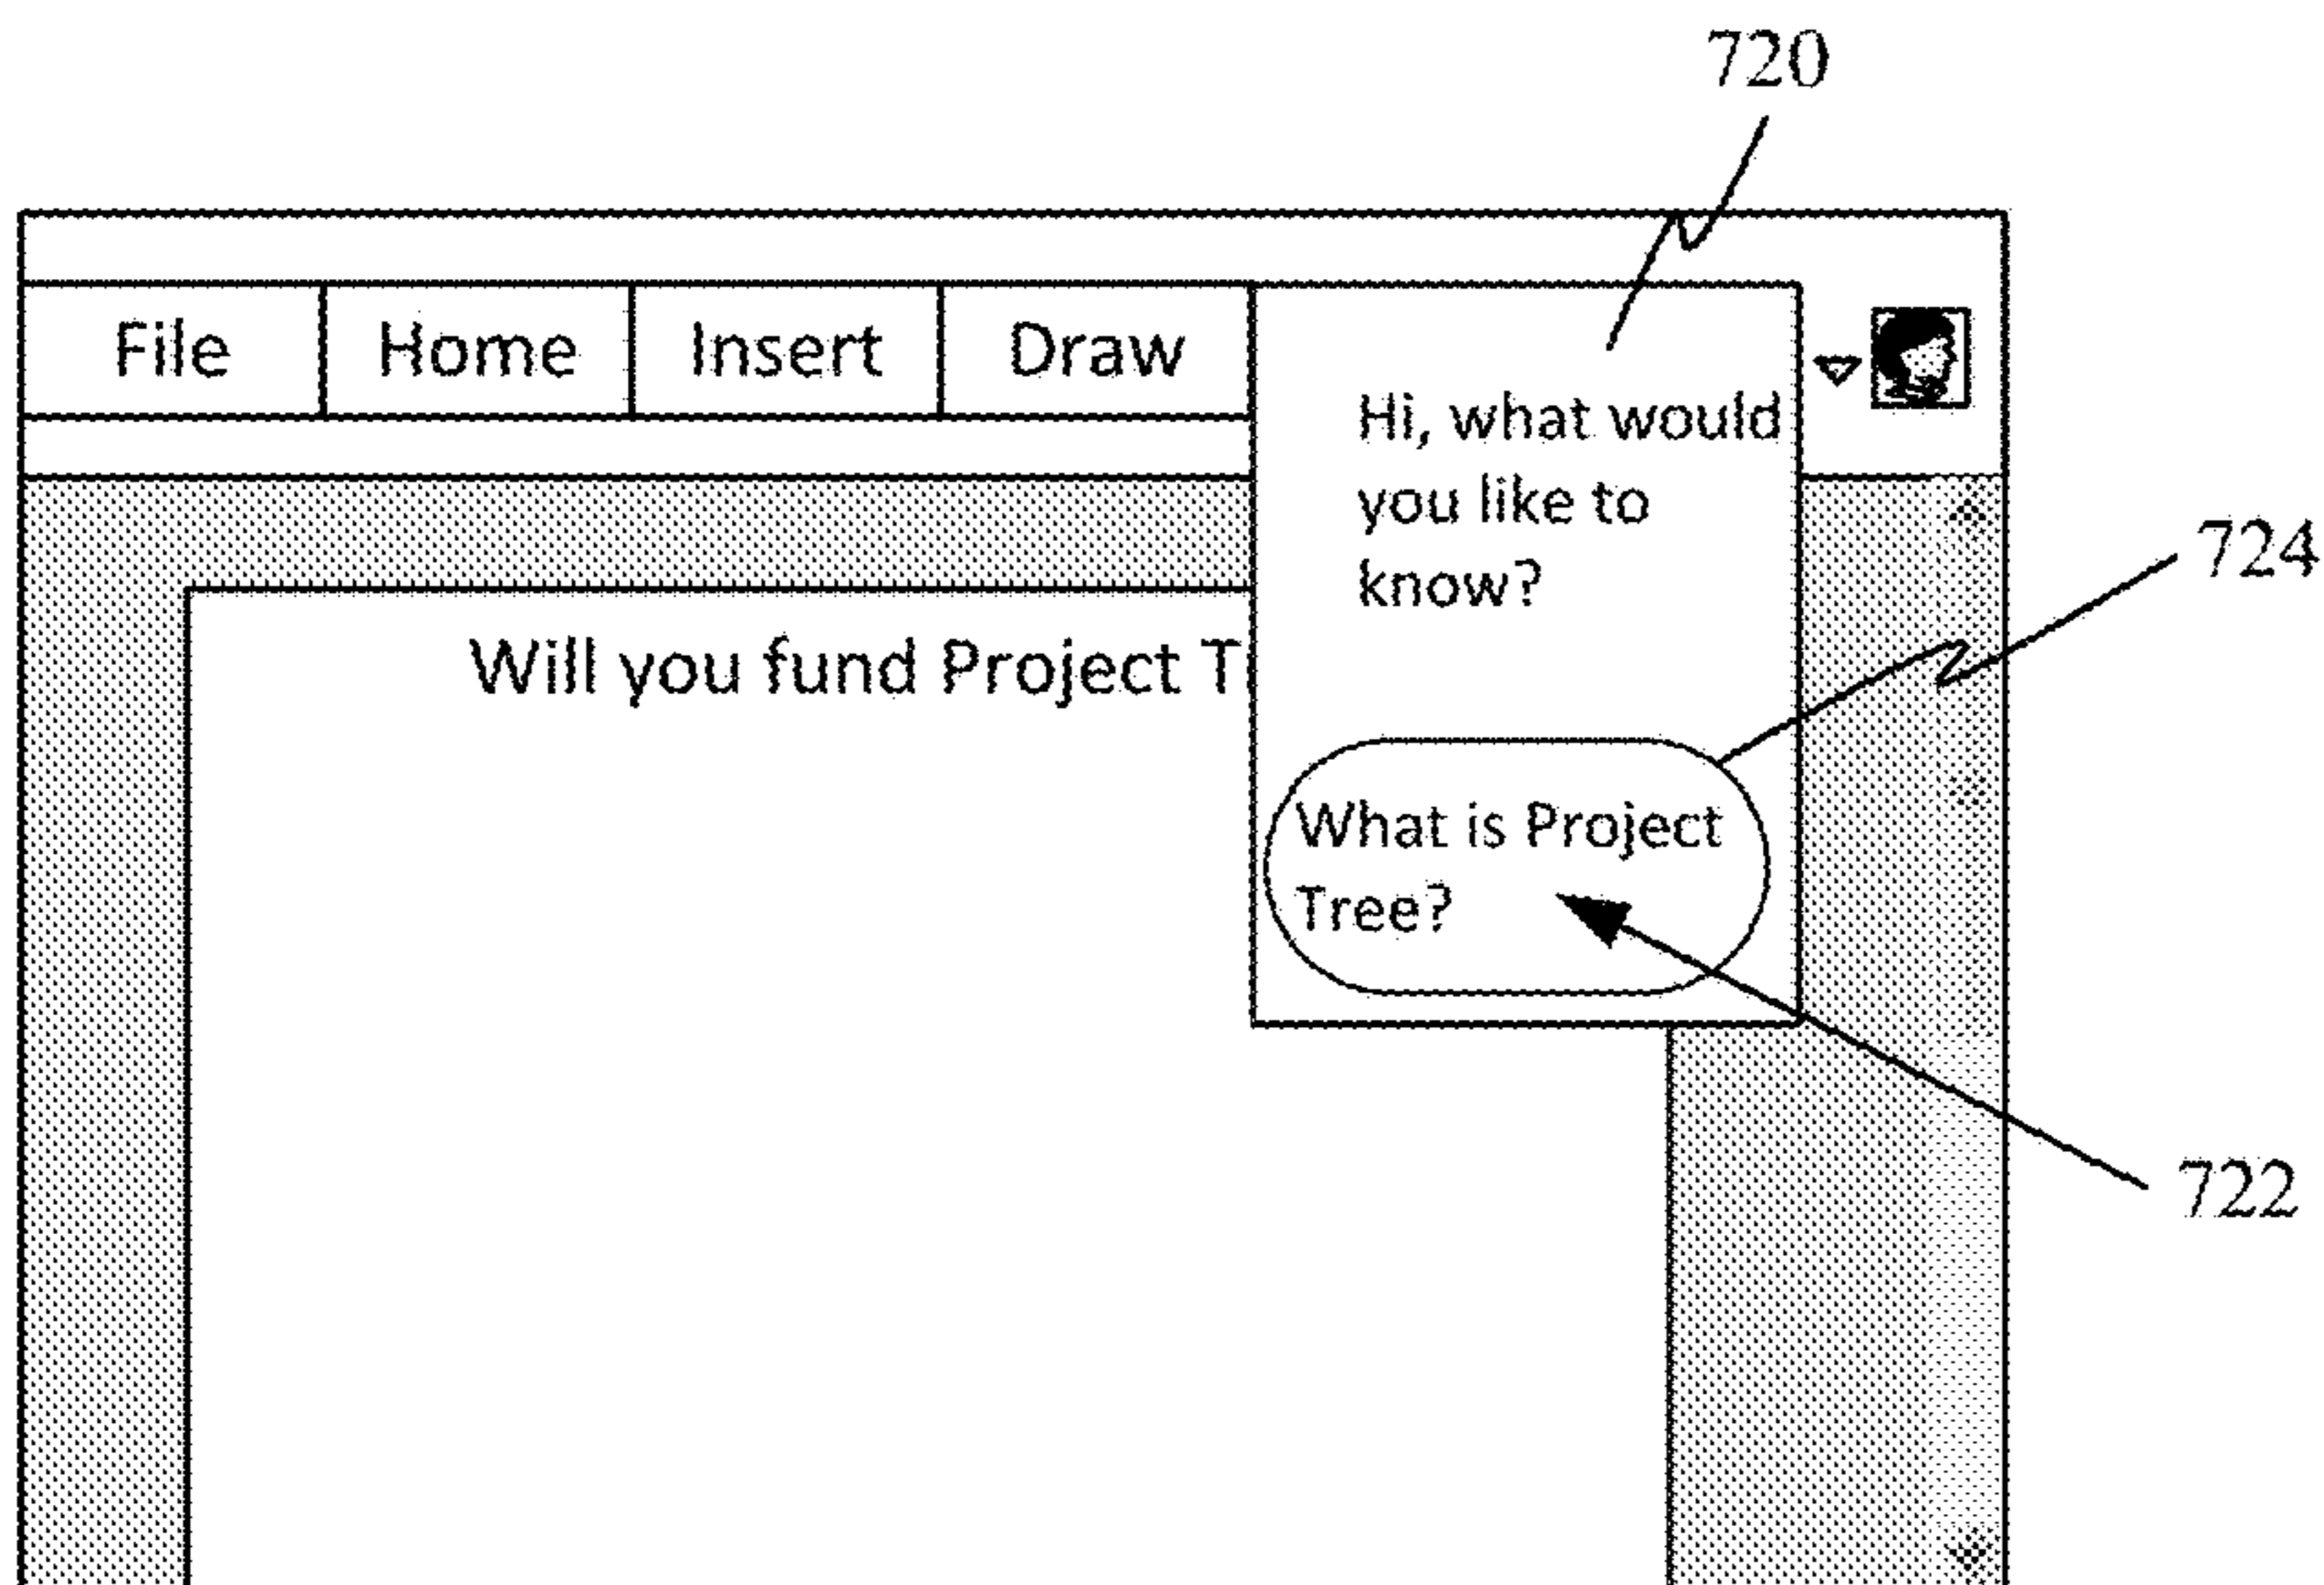 720
File Home Insert Draw
Hi, what would
you like to
know?
724
Will you fund Project T
What is Project
Tree?
722